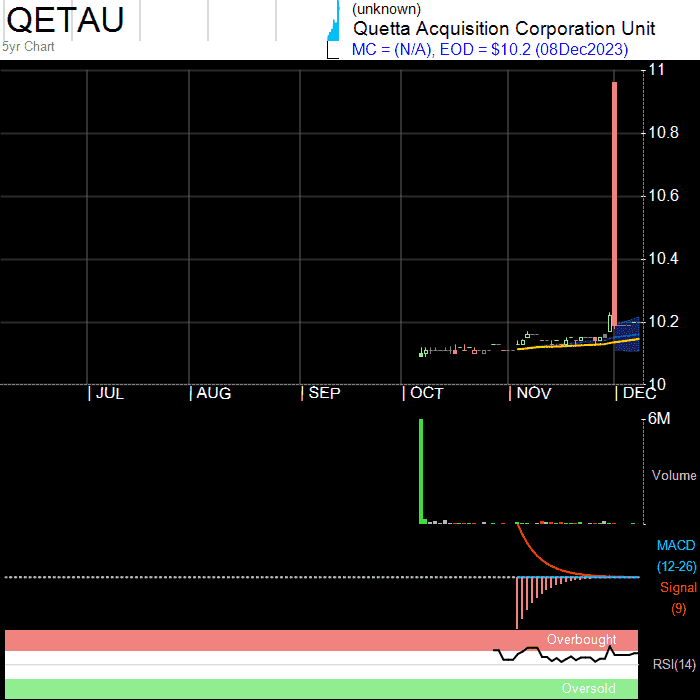 QETAU
5yr Chart
(unknown)
Quetta Acquisition Corporation Unit
MC = (N/A), EOD = $10.2 (08Dec2023)
11
10.8
10.6
10.4
10.2
10
JUL AUG SEP OCT NOV DEC
6M
Volume
MACD
(12-26)
Signal
(9)
Overbought
RSI(14)
Oversold